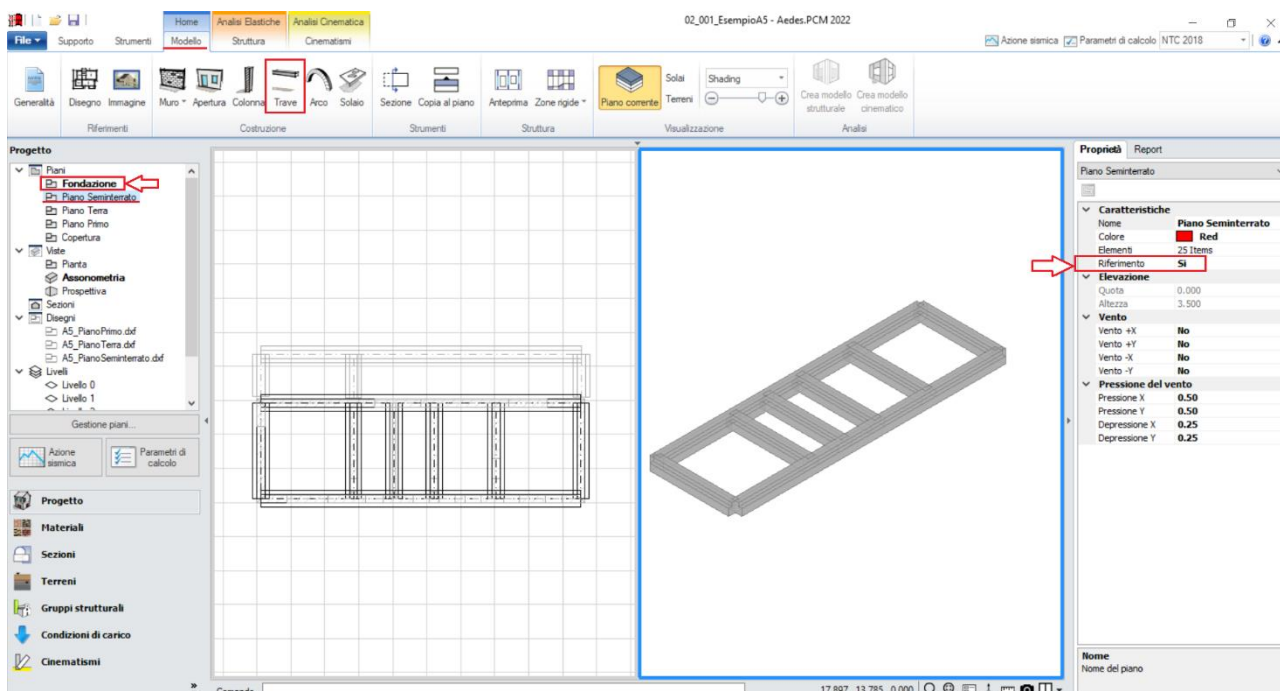 Home
Analisi Elastiche
Analisi Cinematica
02_001_EsempioA5 - Aedes.PCM 2022
File
Supporto
Strumenti
Modello
Struttura
Cinematismi
Azione sismica
Parametri di calcolo
NTC 2018
Generalità
Disegno
Immagine
Muro
Apertura
Colonna
Trave
Arco
Solaio
Sezione
Copia al piano
Anteprima
Zone rigide
Piano corrente
Solai
Terreni
Shading
Crea modello strutturale
Crea modello cinematico
Riferimenti
Costruzione
Strumenti
Struttura
Visualizzazione
Analisi
Progetto
Piani
Fondazione
Piano Seminterrato
Piano Terra
Piano Primo
Copertura
Viste
Pianta
Assonometria
Prospettiva
Sezioni
Disegni
A5_PianoPrimo.dxf
A5_PianoTerra.dxf
A5_PianoSeminterrato.dxf
Livelli
Livello 0
Livello 1
Gestione piani...
Azione sismica
Parametri di calcolo
Progetto
Materiali
Sezioni
Terreni
Gruppi strutturali
Condizioni di carico
Cinematismi
»
Comando
17.897, 13.785, 0.000
Proprietà
Report
Piano Seminterrato
Caratteristiche
Nome Piano Seminterrato
Colore Red
Elementi 25 Items
Riferimento Sì
Elevazione
Quota 0.000
Altezza 3.500
Vento
Vento +X No
Vento +Y No
Vento -X No
Vento -Y No
Pressione del vento
Pressione X 0.50
Pressione Y 0.50
Depressione X 0.25
Depressione Y 0.25
Nome
Nome del piano